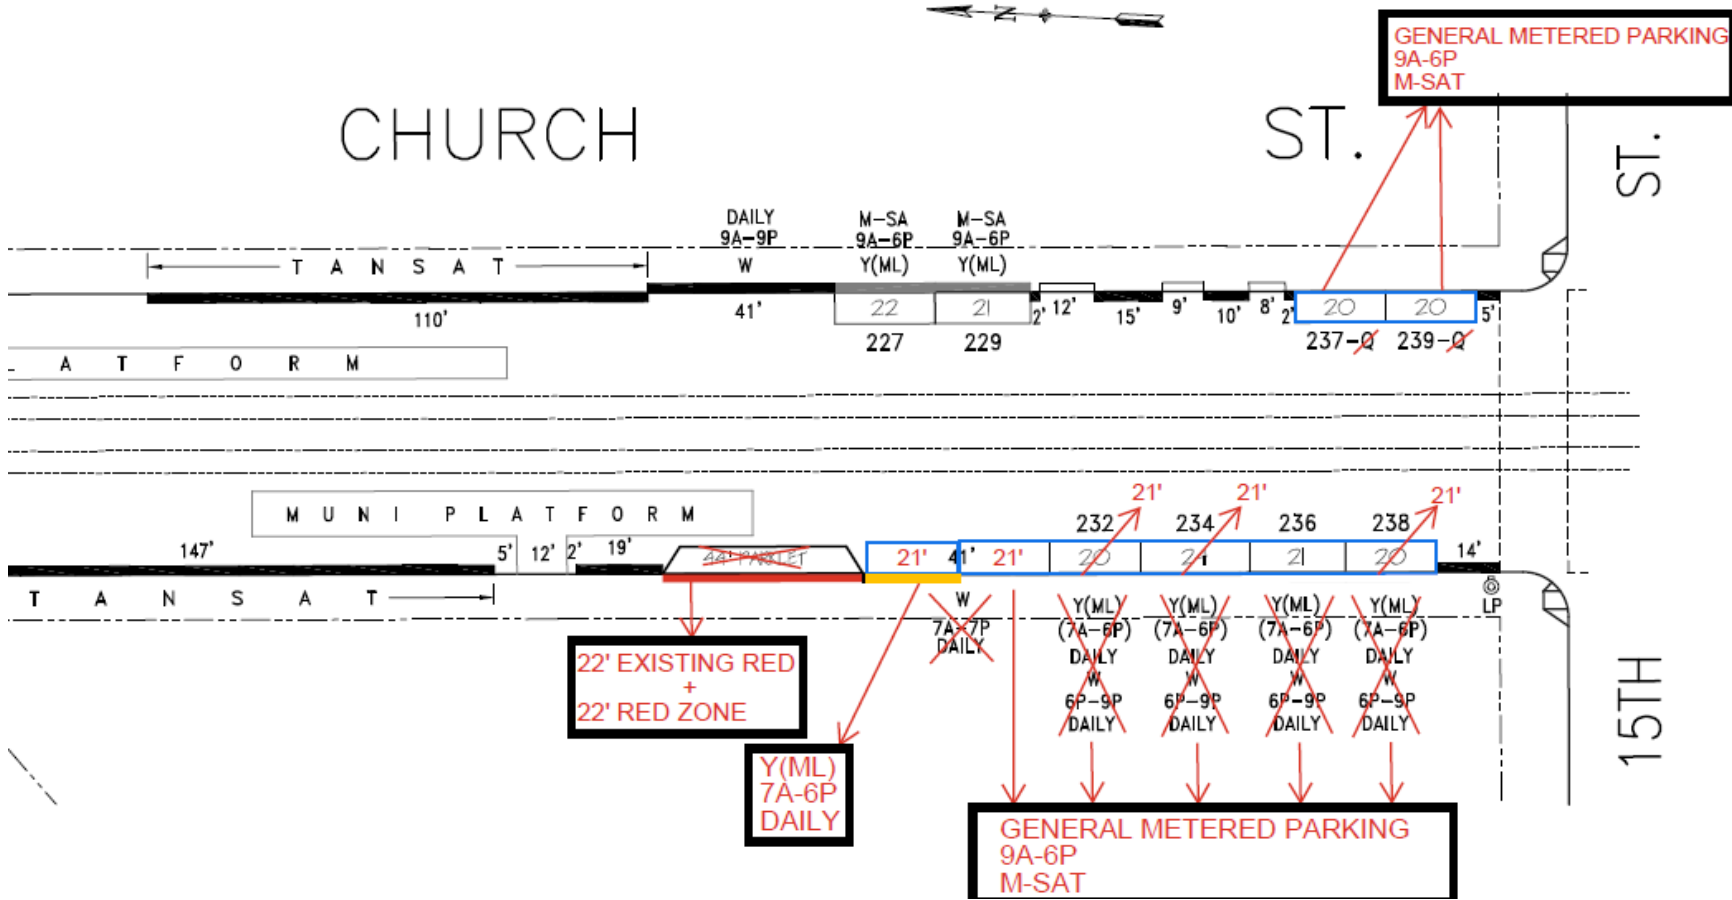 N
GENERAL METERED PARKING
9A-6P
M-SAT
CHURCH ST.
ST.
DAILY
9A-9P
W
M-SA
9A-6P
Y(ML)
M-SA
9A-6P
Y(ML)
T A N S A T
110'
41'
22
21
2'
12'
15'
9'
10'
8'
2'
20
20
5'
227
229
237-Q
239-Q
L A T F O R M
MUNI PLATFORM
21'
21'
21'
232
234
236
238
147'
5'
12'
2'
19'
44' PARKLET
21'
41'
21'
20
21
20
14'
T A N S A T
W
7A-7P
DAILY
Y(ML)
(7A-6P)
DAILY
W
6P-9P
DAILY
Y(ML)
(7A-6P)
DAILY
W
6P-9P
DAILY
Y(ML)
(7A-6P)
DAILY
W
6P-9P
DAILY
Y(ML)
(7A-6P)
DAILY
W
6P-9P
DAILY
LP
22' EXISTING RED
+
22' RED ZONE
Y(ML)
7A-6P
DAILY
GENERAL METERED PARKING
9A-6P
M-SAT
15TH